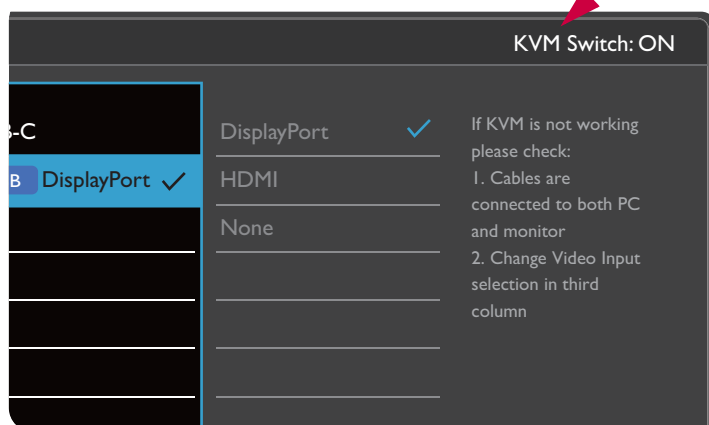 KVM Switch: ON
-C
B DisplayPort
DisplayPort
HDMI
None
If KVM is not working
please check:
1. Cables are
connected to both PC
and monitor
2. Change Video Input
selection in third
column